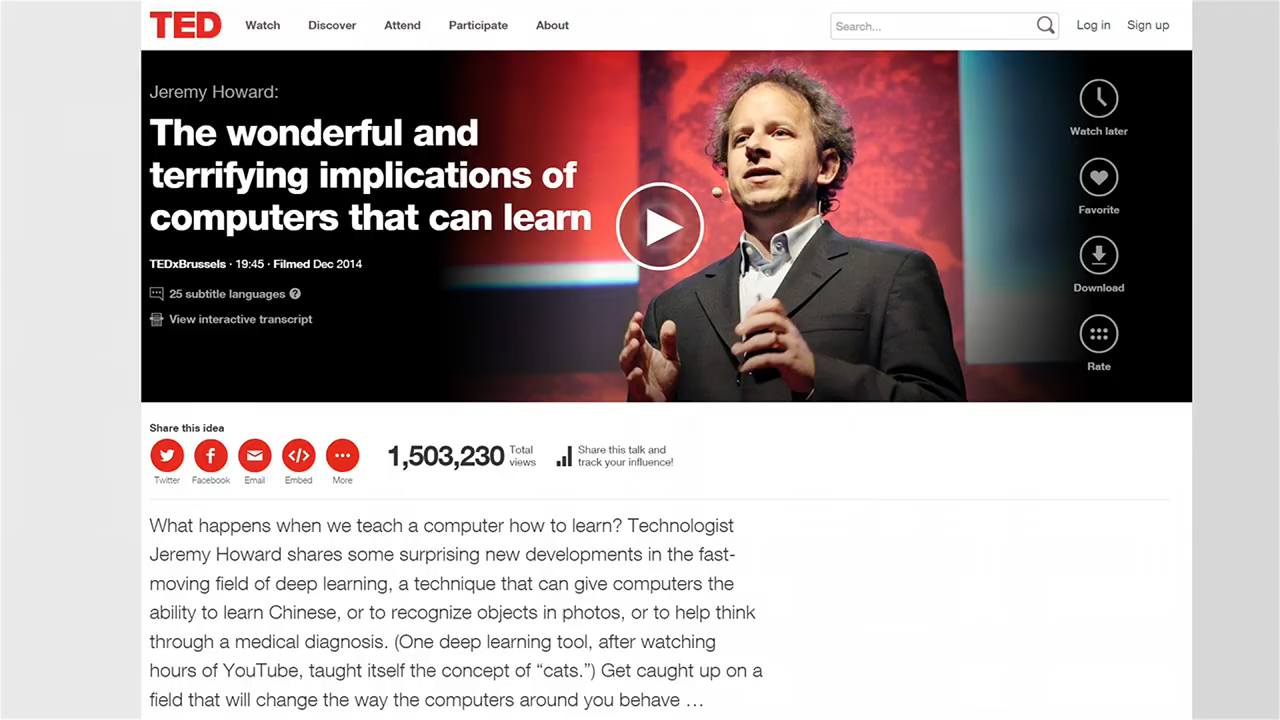 TED Watch Discover Attend Participate About Search... Log in Sign up
Jeremy Howard:
The wonderful and
terrifying implications of
computers that can learn
TEDxBrussels · 19:45 · Filmed Dec 2014
25 subtitle languages ?
View interactive transcript
Watch later
Favorite
Download
Rate
Share this idea
Twitter Facebook Email Embed More
1,503,230 Total
views
Share this talk and
track your influence!
What happens when we teach a computer how to learn? Technologist
Jeremy Howard shares some surprising new developments in the fast-
moving field of deep learning, a technique that can give computers the
ability to learn Chinese, or to recognize objects in photos, or to help think
through a medical diagnosis. (One deep learning tool, after watching
hours of YouTube, taught itself the concept of “cats.”) Get caught up on a
field that will change the way the computers around you behave …